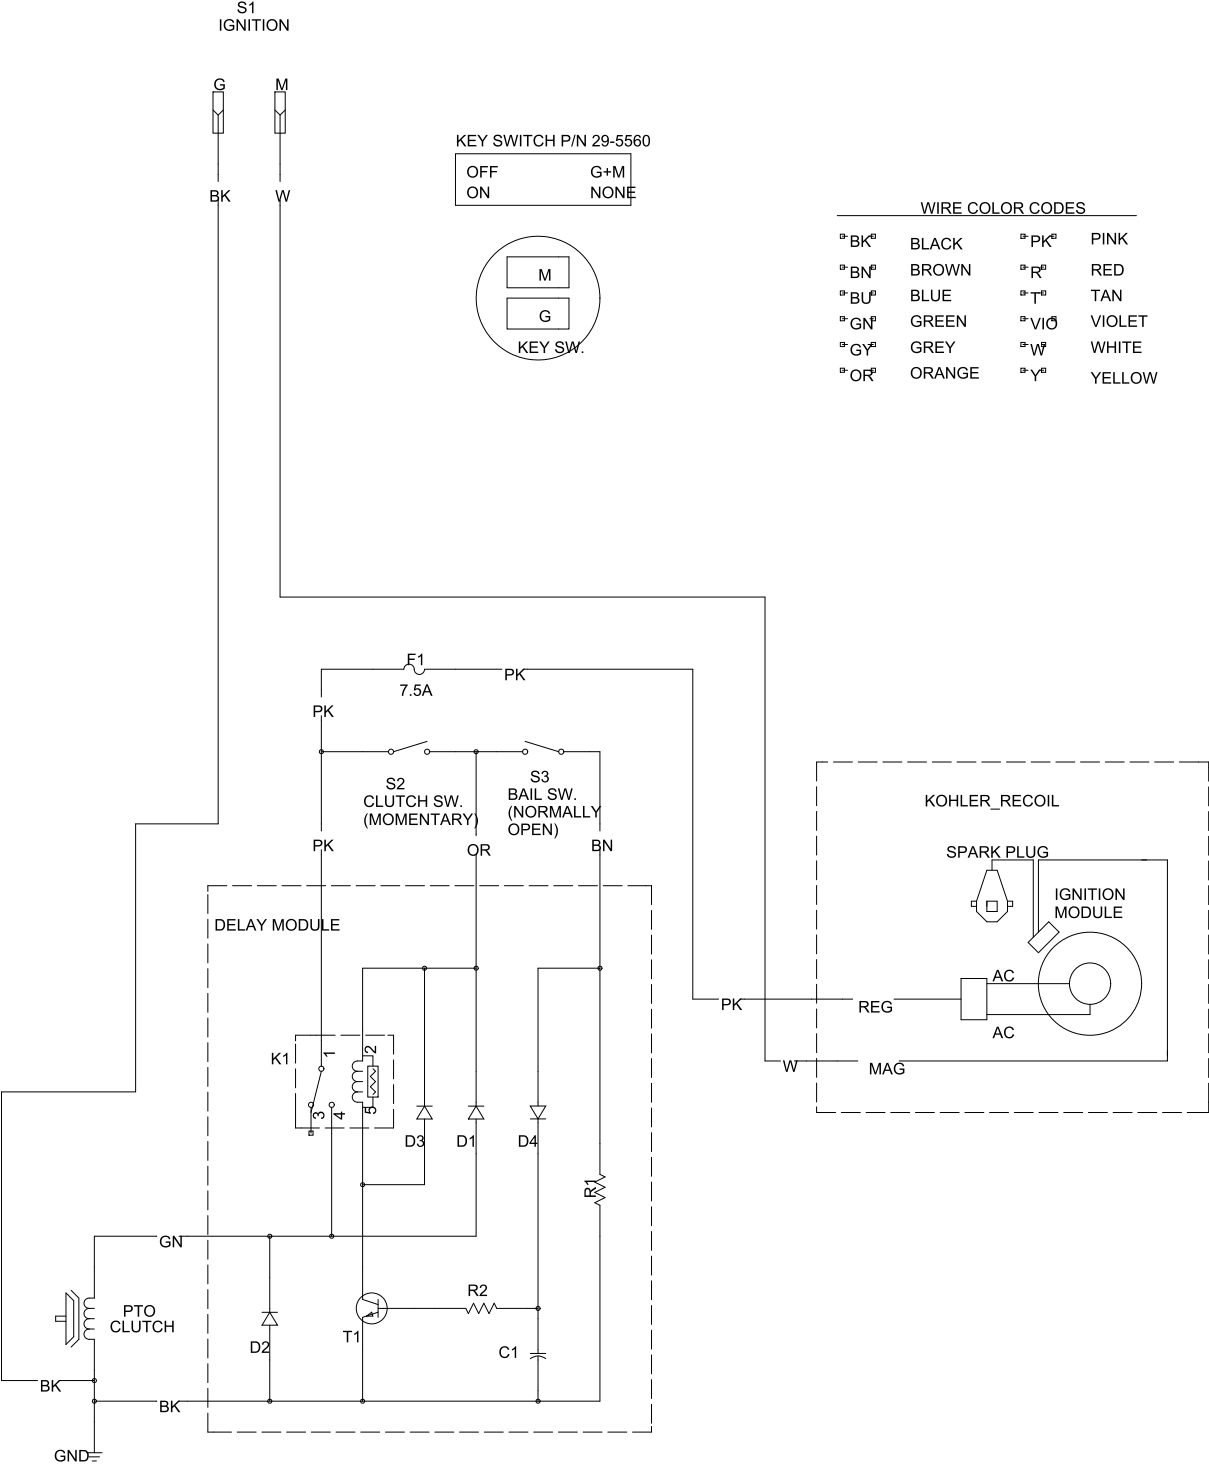 S1
IGNITION
G M
BK W
KEY SWITCH P/N 29-5560
OFF G+M
ON NONE
M
G
KEY SW.
WIRE COLOR CODES
BK BLACK PK PINK
BN BROWN R RED
BU BLUE T TAN
GN GREEN VIO VIOLET
GY GREY W WHITE
OR ORANGE Y YELLOW
F1
7.5A
PK
PK
S2
CLUTCH SW.
(MOMENTARY)
S3
BAIL SW.
(NORMALLY
OPEN)
PK
OR
BN
KOHLER_RECOIL
SPARK PLUG
IGNITION
MODULE
AC
AC
PK
REG
W
MAG
DELAY MODULE
K1
1
2
3
4
5
D3
D1
D4
R1
GN
PTO
CLUTCH
D2
T1
R2
C1
BK
BK
GND